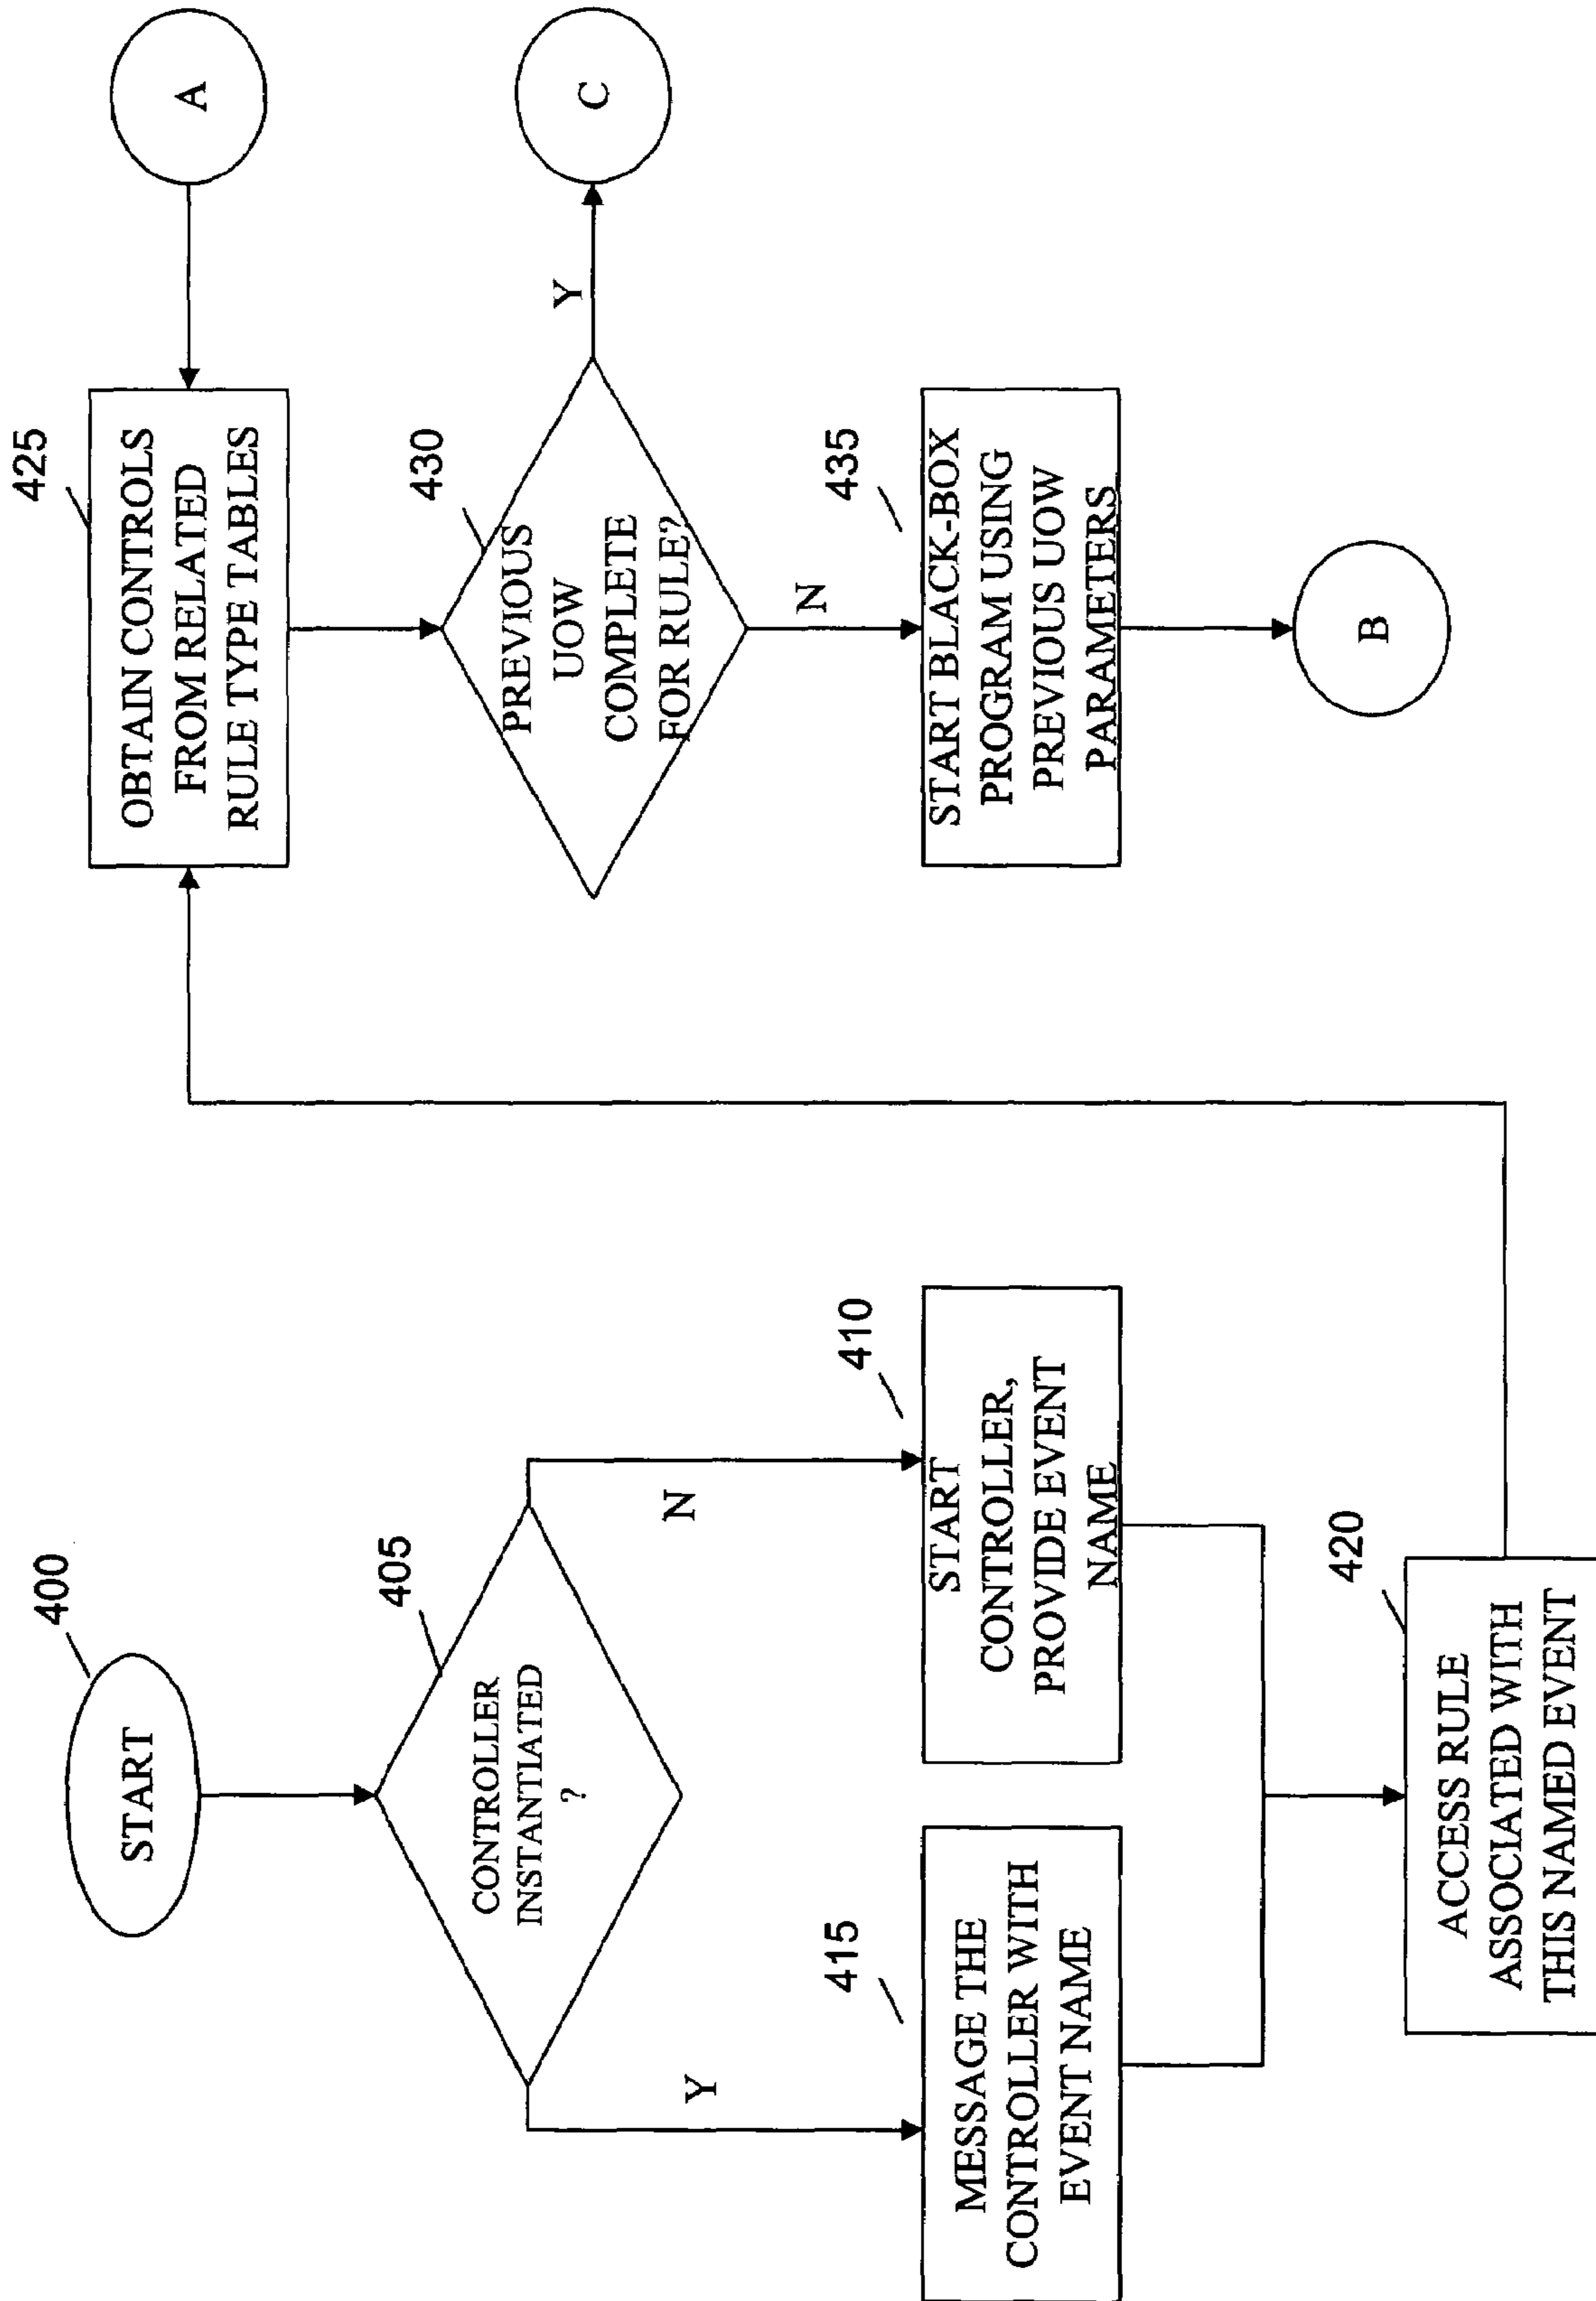 400
START
405
CONTROLLER
INSTANTIATED
?
Y
N
415
MESSAGE THE
CONTROLLER WITH
EVENT NAME
410
START
CONTROLLER,
PROVIDE EVENT
NAME
420
ACCESS RULE
ASSOCIATED WITH
THIS NAMED EVENT
425
OBTAIN CONTROLS
FROM RELATED
RULE TYPE TABLES
A
430
PREVIOUS
UOW
COMPLETE
FOR RULE?
Y
C
N
435
START BLACK-BOX
PROGRAM USING
PREVIOUS UOW
PARAMETERS
B